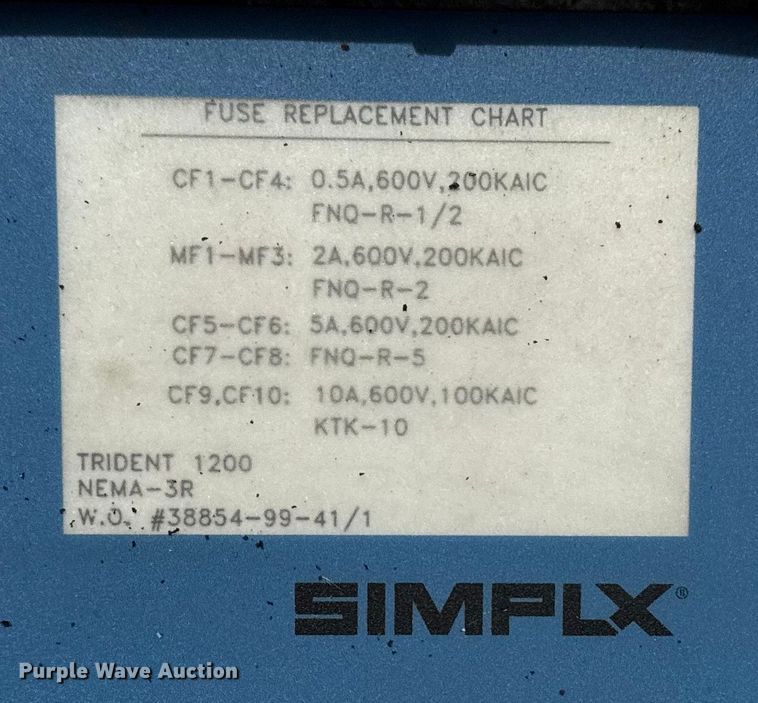 FUSE REPLACEMENT CHART
CF1-CF4: 0.5A,600V,200KAIC
FNQ-R-1/2
MF1-MF3: 2A,600V,200KAIC
FNQ-R-2
CF5-CF6: 5A,600V,200KAIC
CF7-CF8: FNQ-R-5
CF9,CF10: 10A,600V,100KAIC
KTK-10
TRIDENT 1200
NEMA-3R
W.O. #38854-99-41/1
SIMPLX®
Purple Wave Auction